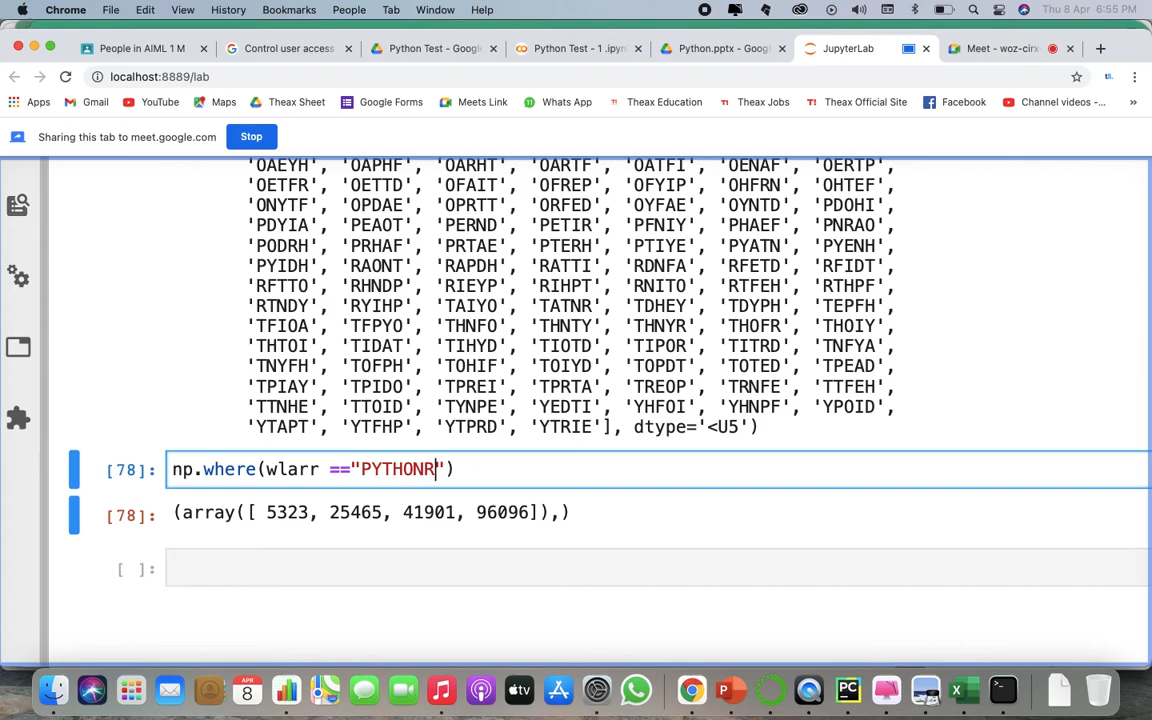 Chrome File Edit View History Bookmarks People Tab Window Help Thu 8 Apr 6:55 PM
People in AIML 1 M Control user access Python Test - Googl Python Test - 1 .ipyn Python.pptx - Goog JupyterLab Meet - woz-cirx
localhost:8889/lab
Apps Gmail YouTube Maps Theax Sheet Google Forms Meets Link Whats App Theax Education Theax Jobs Theax Official Site Facebook Channel videos -...
Sharing this tab to meet.google.com Stop
'OAEYH', 'OAPHF', 'OARHT', 'OARTF', 'OATFI', 'OENAF', 'OERTP',
'OETFR', 'OETTD', 'OFAIT', 'OFREP', 'OFYIP', 'OHFRN', 'OHTEF',
'ONYTF', 'OPDAE', 'OPRTT', 'ORFED', 'OYFAE', 'OYNTD', 'PDOHI',
'PDYIA', 'PEAOT', 'PERND', 'PETIR', 'PFNIY', 'PHAEF', 'PNRAO',
'PODRH', 'PRHAF', 'PRTAE', 'PTERH', 'PTIYE', 'PYATN', 'PYENH',
'PYIDH', 'RAONT', 'RAPDH', 'RATTI', 'RDNFA', 'RFETD', 'RFIDT',
'RFTTO', 'RHNDP', 'RIEYP', 'RIHPT', 'RNITO', 'RTFEH', 'RTHPF',
'RTNDY', 'RYIHP', 'TAIYO', 'TATNR', 'TDHEY', 'TDYPH', 'TEPFH',
'TFIOA', 'TFPYO', 'THNFO', 'THNTY', 'THNYR', 'THOFR', 'THOIY',
'THTOI', 'TIDAT', 'TIHYD', 'TIOTD', 'TIPOR', 'TITRD', 'TNFYA',
'TNYFH', 'TOFPH', 'TOHIF', 'TOIYD', 'TOPDT', 'TOTED', 'TPEAD',
'TPIAY', 'TPIDO', 'TPREI', 'TPRTA', 'TREOP', 'TRNFE', 'TTFEH',
'TTNHE', 'TTOID', 'TYNPE', 'YEDTI', 'YHFOI', 'YHNPF', 'YPOID',
'YTAPT', 'YTFHP', 'YTPRD', 'YTRIE'], dtype='<U5')
[78]: np.where(wlarr =="PYTHONR")
[78]: (array([ 5323, 25465, 41901, 96096]),)
[ ]: